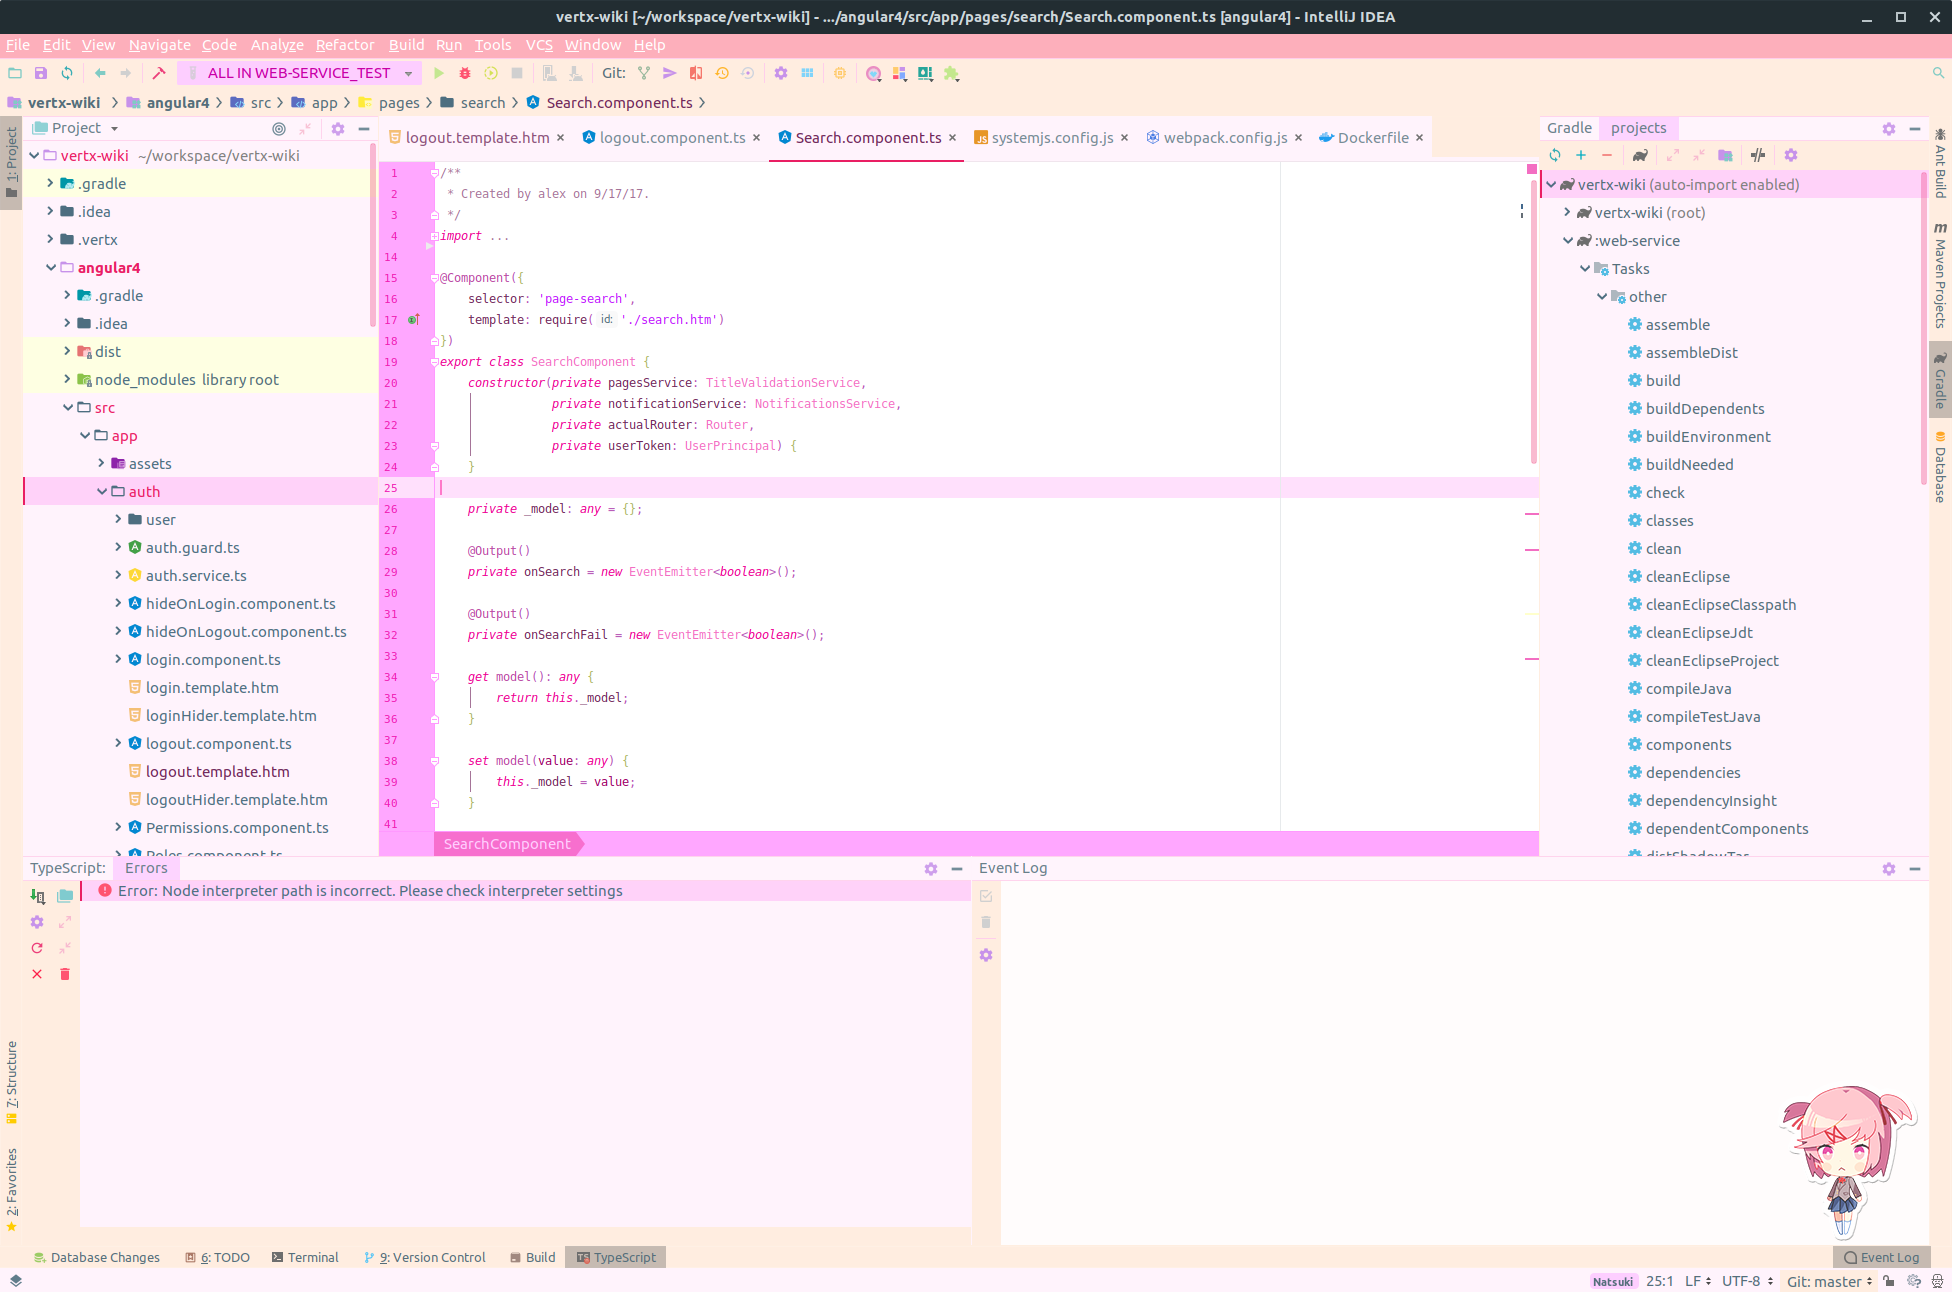 vertx-wiki [~/workspace/vertx-wiki] - .../angular4/src/app/pages/search/Search.component.ts [angular4] - IntelliJ IDEA
File Edit View Navigate Code Analyze Refactor Build Run Tools VCS Window Help
ALL IN WEB-SERVICE_TEST Git:
vertx-wiki angular4 src app pages search Search.component.ts
1: Project
7: Structure
2: Favorites
Project
vertx-wiki ~/workspace/vertx-wiki
.gradle
.idea
.vertx
angular4
.gradle
.idea
dist
node_modules library root
src
app
assets
auth
user
auth.guard.ts
auth.service.ts
hideOnLogin.component.ts
hideOnLogout.component.ts
login.component.ts
login.template.htm
loginHider.template.htm
logout.component.ts
logout.template.htm
logoutHider.template.htm
Permissions.component.ts
Roles.component.ts
logout.template.htm logout.component.ts Search.component.ts systemjs.config.js webpack.config.js Dockerfile
1 /**
2 * Created by alex on 9/17/17.
3 */
4 import ...
14
15 @Component({
16 selector: 'page-search',
17 template: require( id: './search.htm')
18 })
19 export class SearchComponent {
20 constructor(private pagesService: TitleValidationService,
21 private notificationService: NotificationsService,
22 private actualRouter: Router,
23 private userToken: UserPrincipal) {
24 }
25
26 private _model: any = {};
27
28 @Output()
29 private onSearch = new EventEmitter<boolean>();
30
31 @Output()
32 private onSearchFail = new EventEmitter<boolean>();
33
34 get model(): any {
35 return this._model;
36 }
37
38 set model(value: any) {
39 this._model = value;
40 }
41
SearchComponent
Gradle projects
vertx-wiki (auto-import enabled)
vertx-wiki (root)
:web-service
Tasks
other
assemble
assembleDist
build
buildDependents
buildEnvironment
buildNeeded
check
classes
clean
cleanEclipse
cleanEclipseClasspath
cleanEclipseJdt
cleanEclipseProject
compileJava
compileTestJava
components
dependencies
dependencyInsight
dependentComponents
distShadowTar
Ant Build
m Maven Projects
Gradle
Database
TypeScript: Errors
Error: Node interpreter path is incorrect. Please check interpreter settings
Event Log
Database Changes 6: TODO Terminal 9: Version Control Build TypeScript Event Log
Natsuki 25:1 LF UTF-8 Git: master